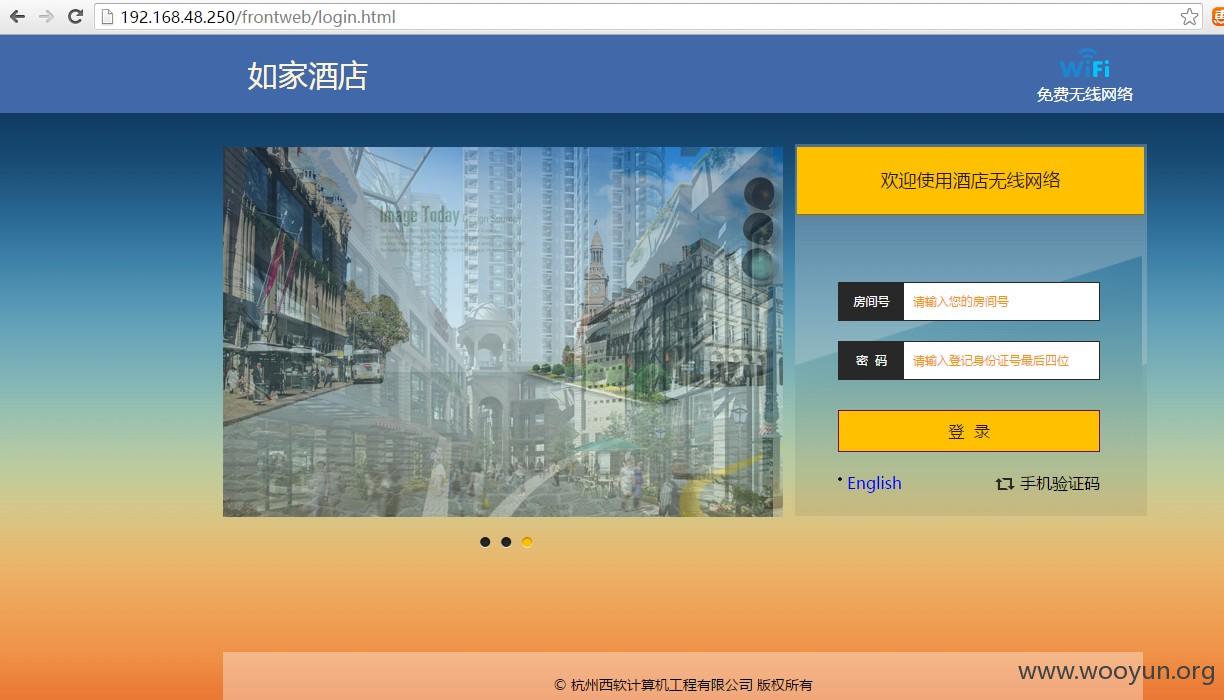 192.168.48.250/frontweb/login.html
如家酒店
WiFi
免费无线网络
Image Today
欢迎使用酒店无线网络
房间号 请输入您的房间号
密 码 请输入登记身份证号最后四位
登 录
English 手机验证码
© 杭州西软计算机工程有限公司 版权所有
www.wooyun.org